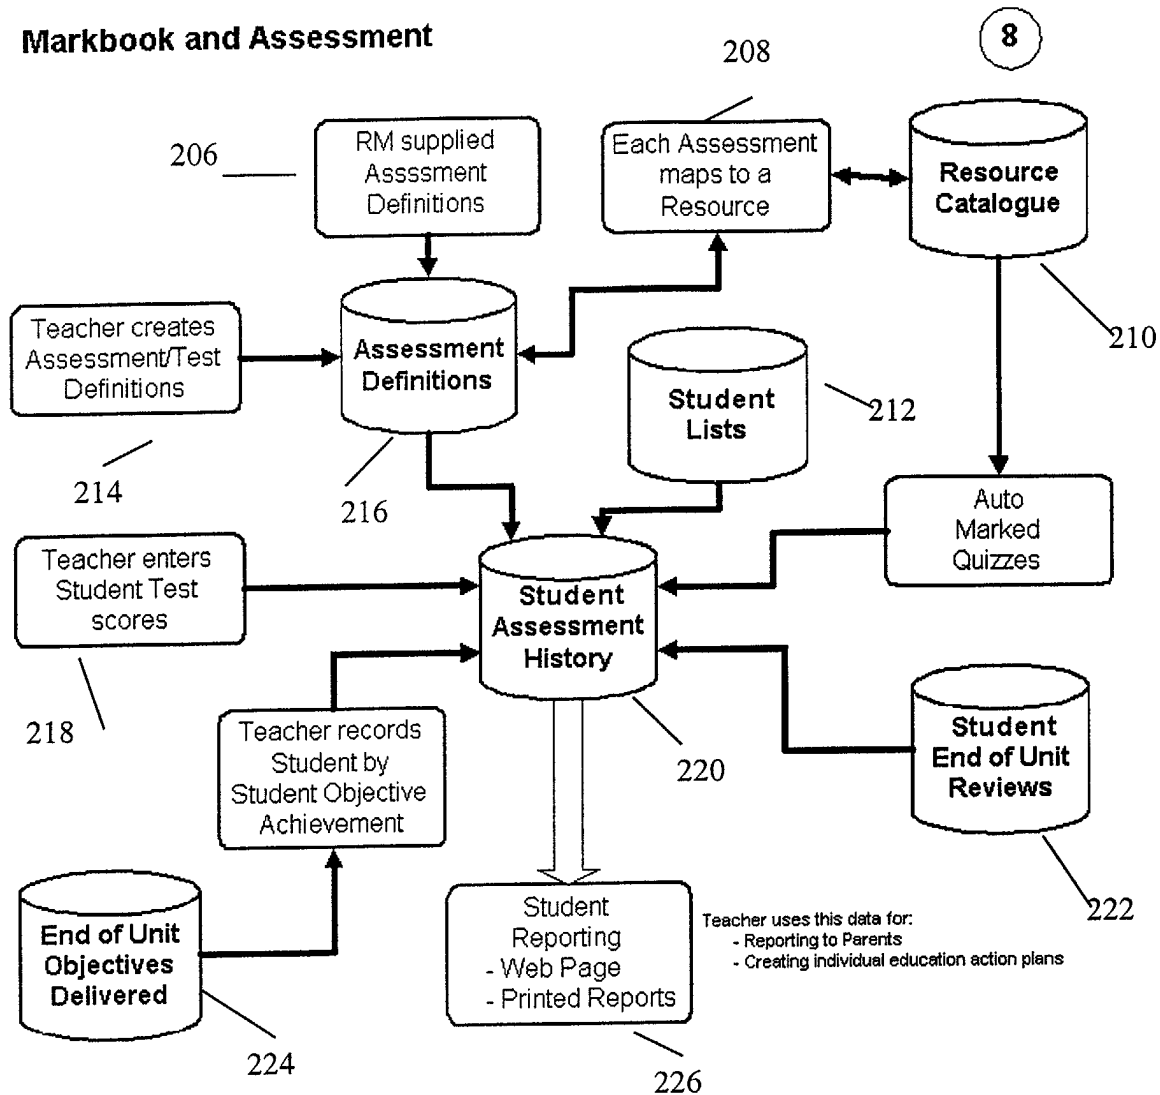 Markbook and Assessment
8
208
206
RM supplied
Asssment
Definitions
Each Assessment
maps to a
Resource
Resource
Catalogue
210
Teacher creates
Assessment/Test
Definitions
214
Assessment
Definitions
216
Student
Lists
212
Auto
Marked
Quizzes
Teacher enters
Student Test
scores
218
Student
Assessment
History
220
Teacher records
Student by
Student Objective
Achievement
Student
End of Unit
Reviews
222
End of Unit
Objectives
Delivered
224
Student
Reporting
- Web Page
- Printed Reports
226
Teacher uses this data for:
- Reporting to Parents
- Creating individual education action plans